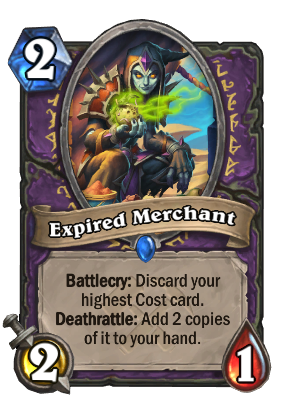 2
Expired Merchant
Battlecry: Discard your
highest Cost card.
Deathrattle: Add 2 copies
of it to your hand.
2 1